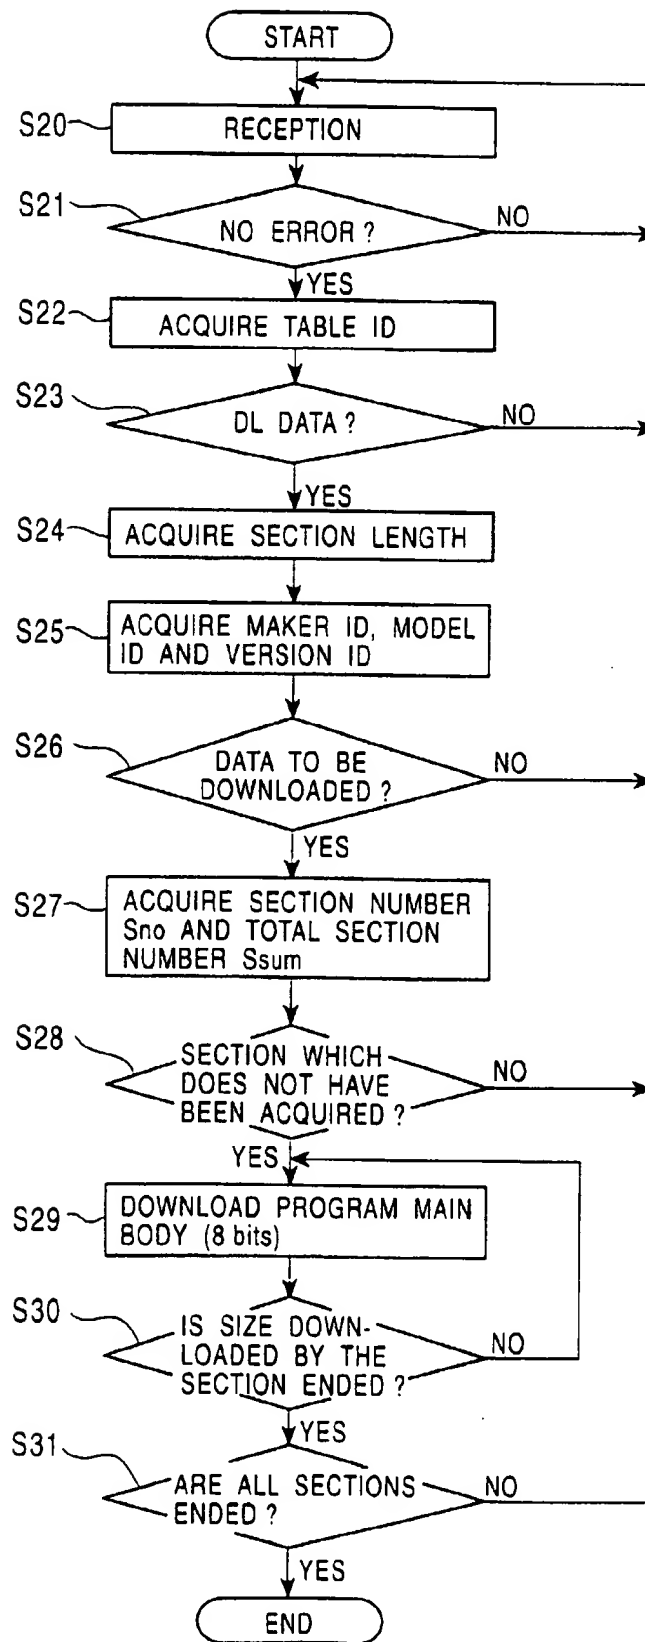 START
S20
RECEPTION
S21
NO ERROR?
NO
YES
S22
ACQUIRE TABLE ID
S23
DL DATA?
NO
YES
S24
ACQUIRE SECTION LENGTH
S25
ACQUIRE MAKER ID, MODEL
ID AND VERSION ID
S26
DATA TO BE
DOWNLOADED?
NO
YES
S27
ACQUIRE SECTION NUMBER
Sno AND TOTAL SECTION
NUMBER Ssum
S28
SECTION WHICH
DOES NOT HAVE
BEEN ACQUIRED?
NO
YES
S29
DOWNLOAD PROGRAM MAIN
BODY (8 bits)
S30
IS SIZE DOWN-
LOADED BY THE
SECTION ENDED?
NO
YES
S31
ARE ALL SECTIONS
ENDED?
NO
YES
END